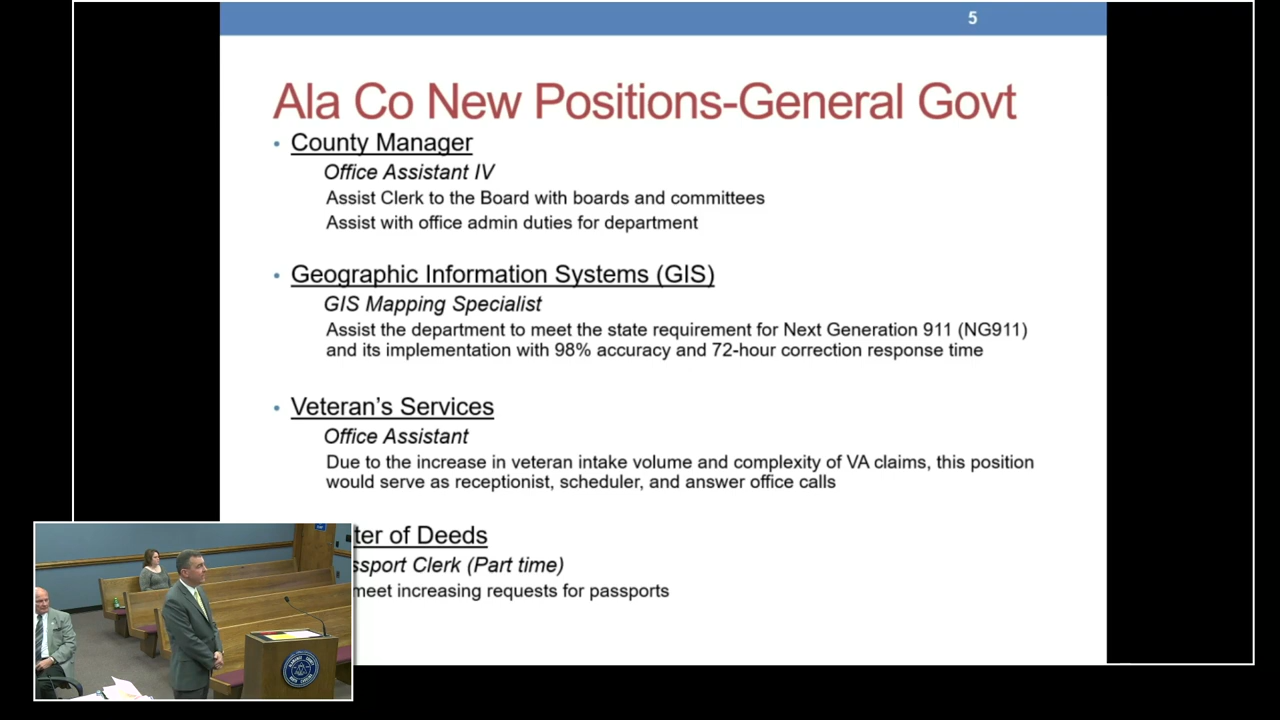 5
Ala Co New Positions-General Govt
• County Manager
Office Assistant IV
Assist Clerk to the Board with boards and committees
Assist with office admin duties for department
• Geographic Information Systems (GIS)
GIS Mapping Specialist
Assist the department to meet the state requirement for Next Generation 911 (NG911)
and its implementation with 98% accuracy and 72-hour correction response time
• Veteran’s Services
Office Assistant
Due to the increase in veteran intake volume and complexity of VA claims, this position
would serve as receptionist, scheduler, and answer office calls
ter of Deeds
ssport Clerk (Part time)
meet increasing requests for passports